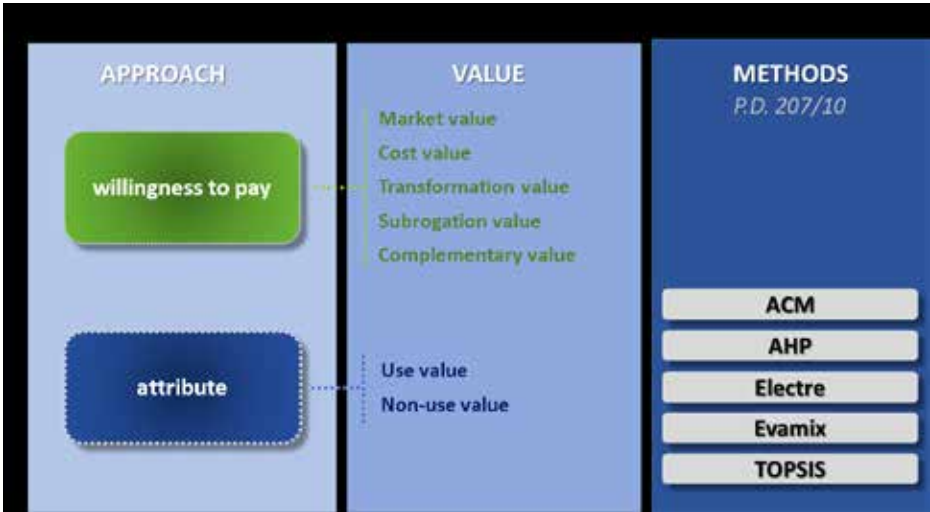 APPROACH
willingness to pay
attribute
VALUE
Market value
Cost value
Transformation value
Subrogation value
Complementary value
Use value
Non-use value
METHODS
P.D. 207/10
ACM
AHP
Electre
Evamix
TOPSIS